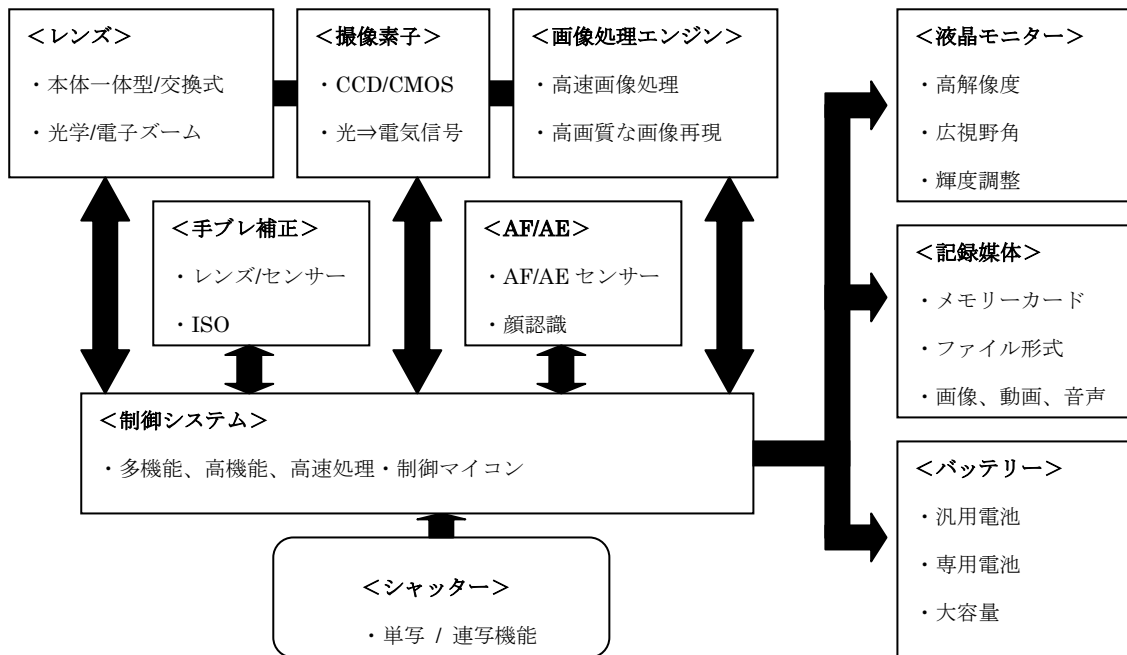 ＜レンズ＞
・本体一体型/交換式
・光学/電子ズーム
＜撮像素子＞
・CCD/CMOS
・光⇒電気信号
＜画像処理エンジン＞
・高速画像処理
・高画質な画像再現
＜液晶モニター＞
・高解像度
・広視野角
・輝度調整
＜手ブレ補正＞
・レンズ/センサー
・ISO
＜AF/AE＞
・AF/AE センサー
・顔認識
＜記録媒体＞
・メモリーカード
・ファイル形式
・画像、動画、音声
＜制御システム＞
・多機能、高機能、高速処理・制御マイコン
＜バッテリー＞
・汎用電池
・専用電池
・大容量
＜シャッター＞
・単写 / 連写機能